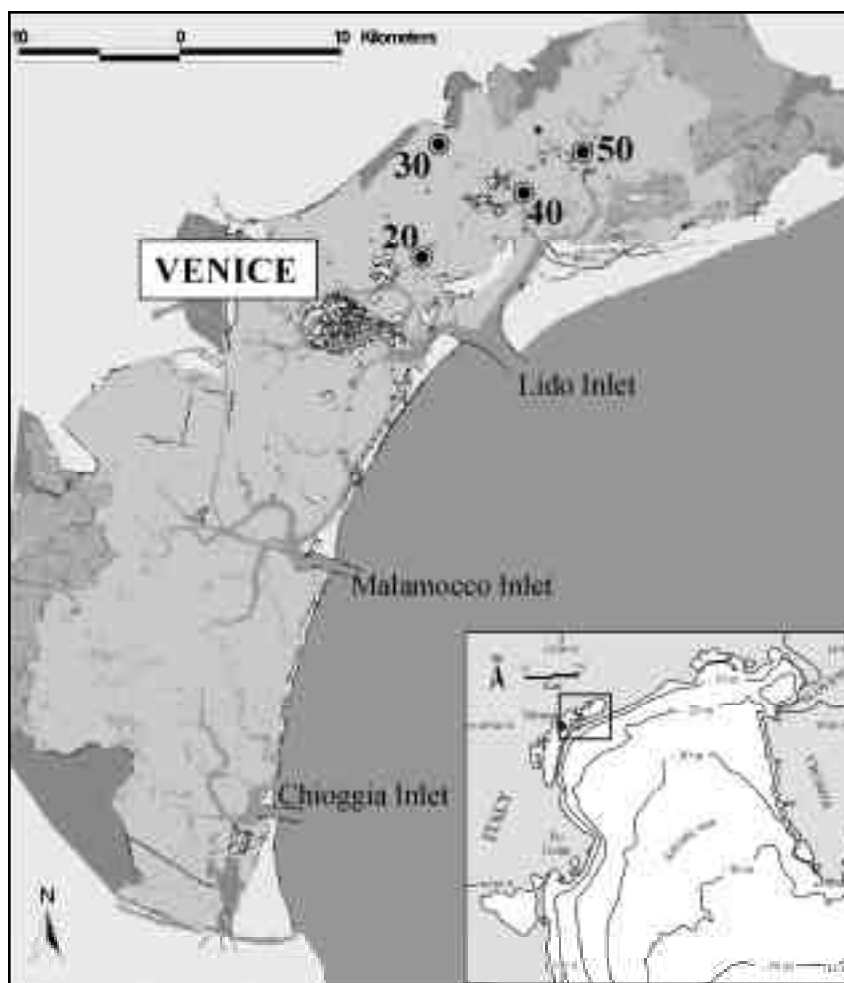 10 0 10 Kilometers
30
50
40
20
VENICE
Lido Inlet
Malamocco Inlet
Chioggia Inlet
N
ITALY